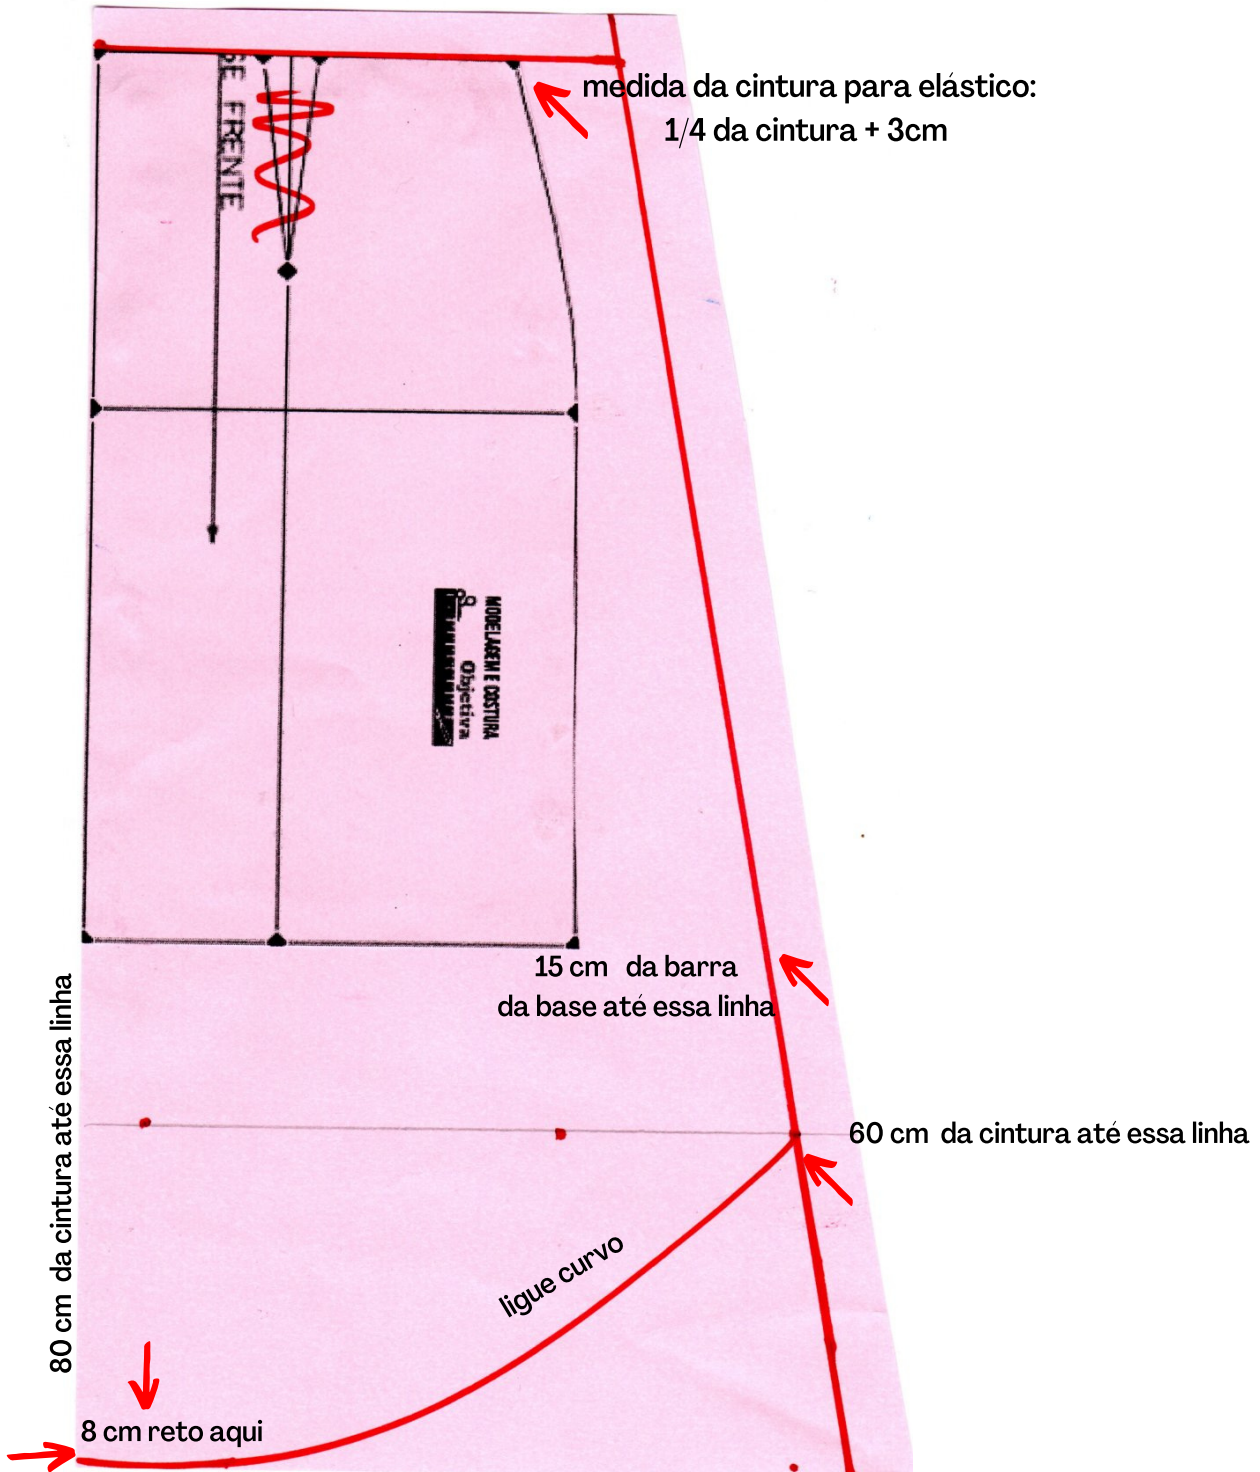 medida da cintura para elástico:
1/4 da cintura + 3cm
SE FRENTE
MODELAGEM E COSTURA
Objetiva
15 cm da barra
da base até essa linha
80 cm da cintura até essa linha
60 cm da cintura até essa linha
ligue curvo
8 cm reto aqui